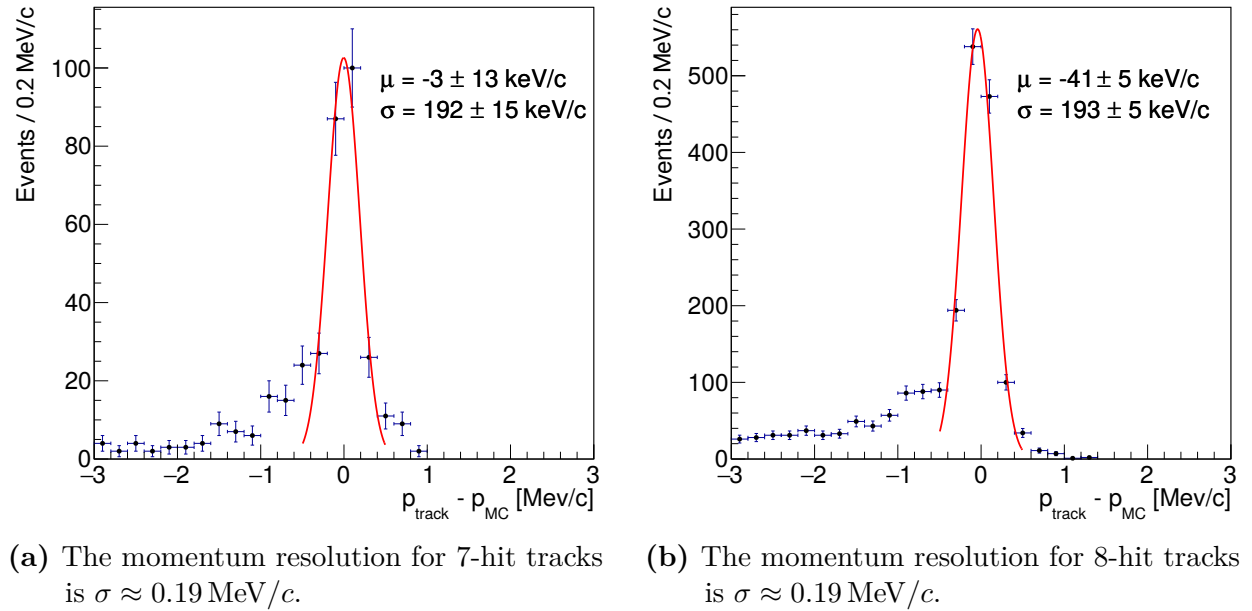 Events / 0.2 MeV/c
100
80
60
40
20
0
μ = -3 ± 13 keV/c
σ = 192 ± 15 keV/c
−3 −2 −1 0 1 2 3
p_track - p_MC [Mev/c]
Events / 0.2 MeV/c
500
400
300
200
100
0
μ = -41± 5 keV/c
σ = 193 ± 5 keV/c
−3 −2 −1 0 1 2 3
p_track - p_MC [Mev/c]
(a) The momentum resolution for 7-hit tracks
is σ ≈ 0.19 MeV/c.
(b) The momentum resolution for 8-hit tracks
is σ ≈ 0.19 MeV/c.